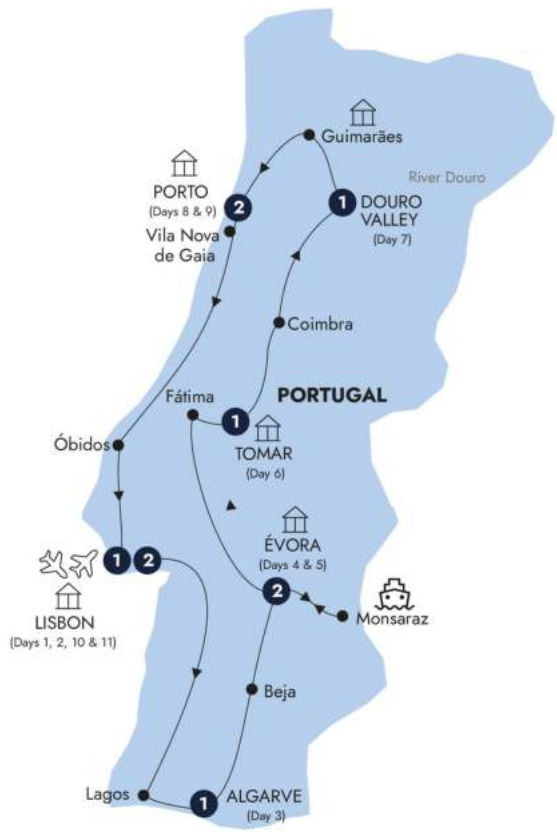 Guimarães
River Douro
PORTO
(Days 8 & 9)
2
1
DOURO
VALLEY
(Day 7)
Vila Nova
de Gaia
Coimbra
PORTUGAL
Fátima
1
TOMAR
(Day 6)
Óbidos
ÉVORA
(Days 4 & 5)
1
2
LISBON
(Days 1, 2, 10 & 11)
2
Monsaraz
Beja
Lagos
1
ALGARVE
(Day 3)